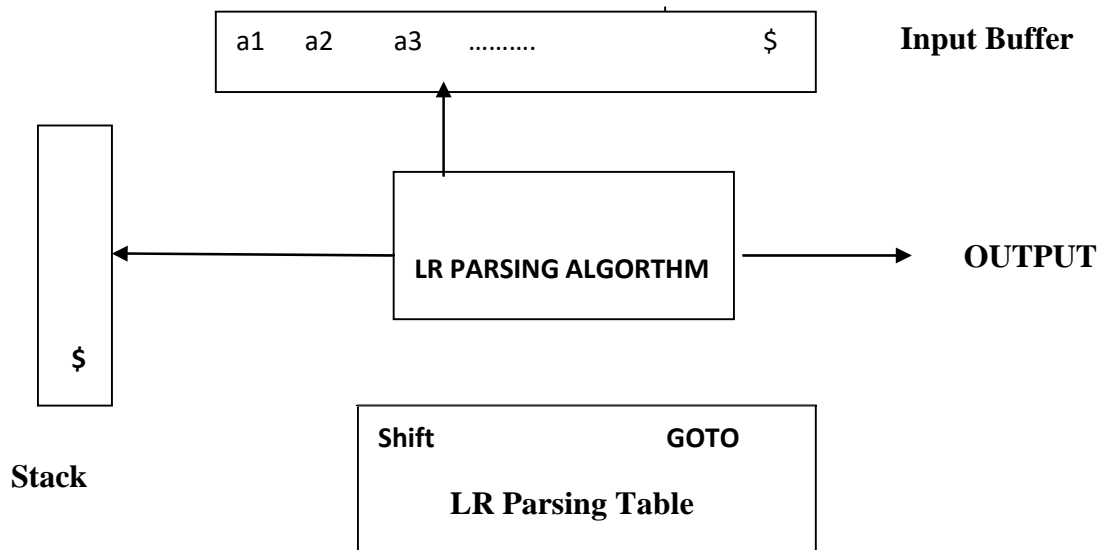 a1 a2 a3 ………. $ Input Buffer
LR PARSING ALGORTHM OUTPUT
$
Shift GOTO
Stack
LR Parsing Table